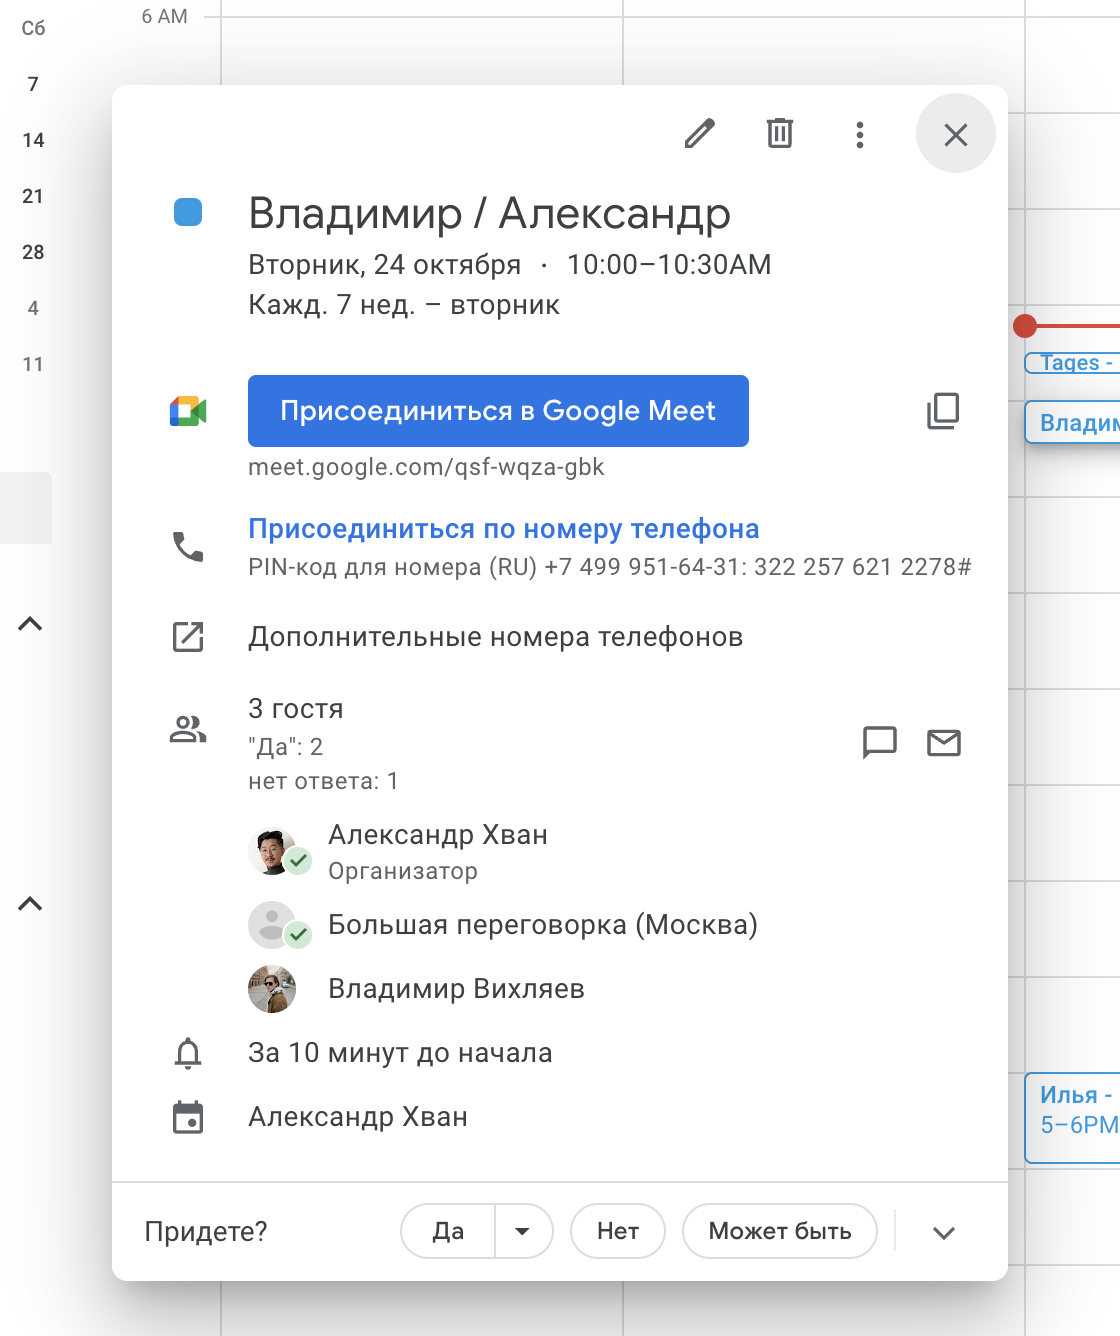 Сб
6 AM
7
14
21
28
4
11
Владимир / Александр
Вторник, 24 октября · 10:00–10:30AM
Кажд. 7 нед. – вторник
Присоединиться в Google Meet
meet.google.com/qsf-wqza-gbk
Присоединиться по номеру телефона
PIN-код для номера (RU) +7 499 951-64-31: 322 257 621 2278#
Дополнительные номера телефонов
3 гостя
"Да": 2
нет ответа: 1
Александр Хван
Организатор
Большая переговорка (Москва)
Владимир Вихляев
За 10 минут до начала
Александр Хван
Придете?
Да
Нет
Может быть
Tages -
Владим
Илья -
5–6PM